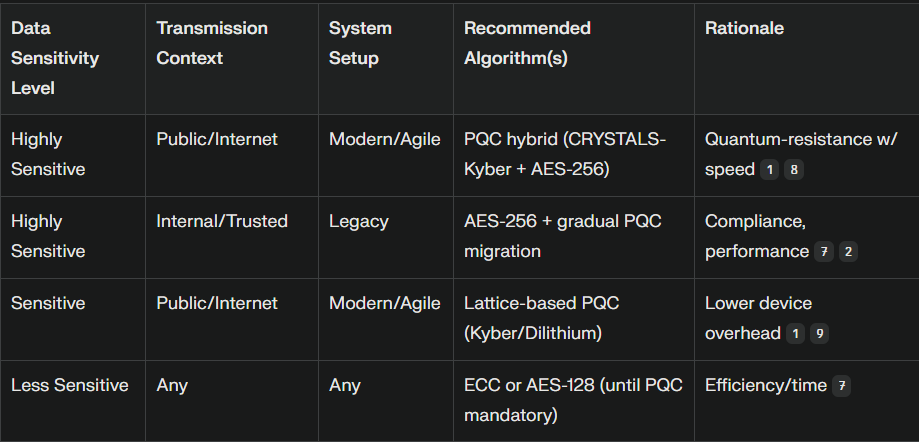 Data Sensitivity Level
Transmission Context
System Setup
Recommended Algorithm(s)
Rationale
Highly Sensitive
Public/Internet
Modern/Agile
PQC hybrid (CRYSTALS-
Kyber + AES-256)
Quantum-resistance w/
speed 1 8
Highly Sensitive
Internal/Trusted
Legacy
AES-256 + gradual PQC
migration
Compliance,
performance 7 2
Sensitive
Public/Internet
Modern/Agile
Lattice-based PQC
(Kyber/Dilithium)
Lower device
overhead 1 9
Less Sensitive
Any
Any
ECC or AES-128 (until PQC
mandatory)
Efficiency/time 7